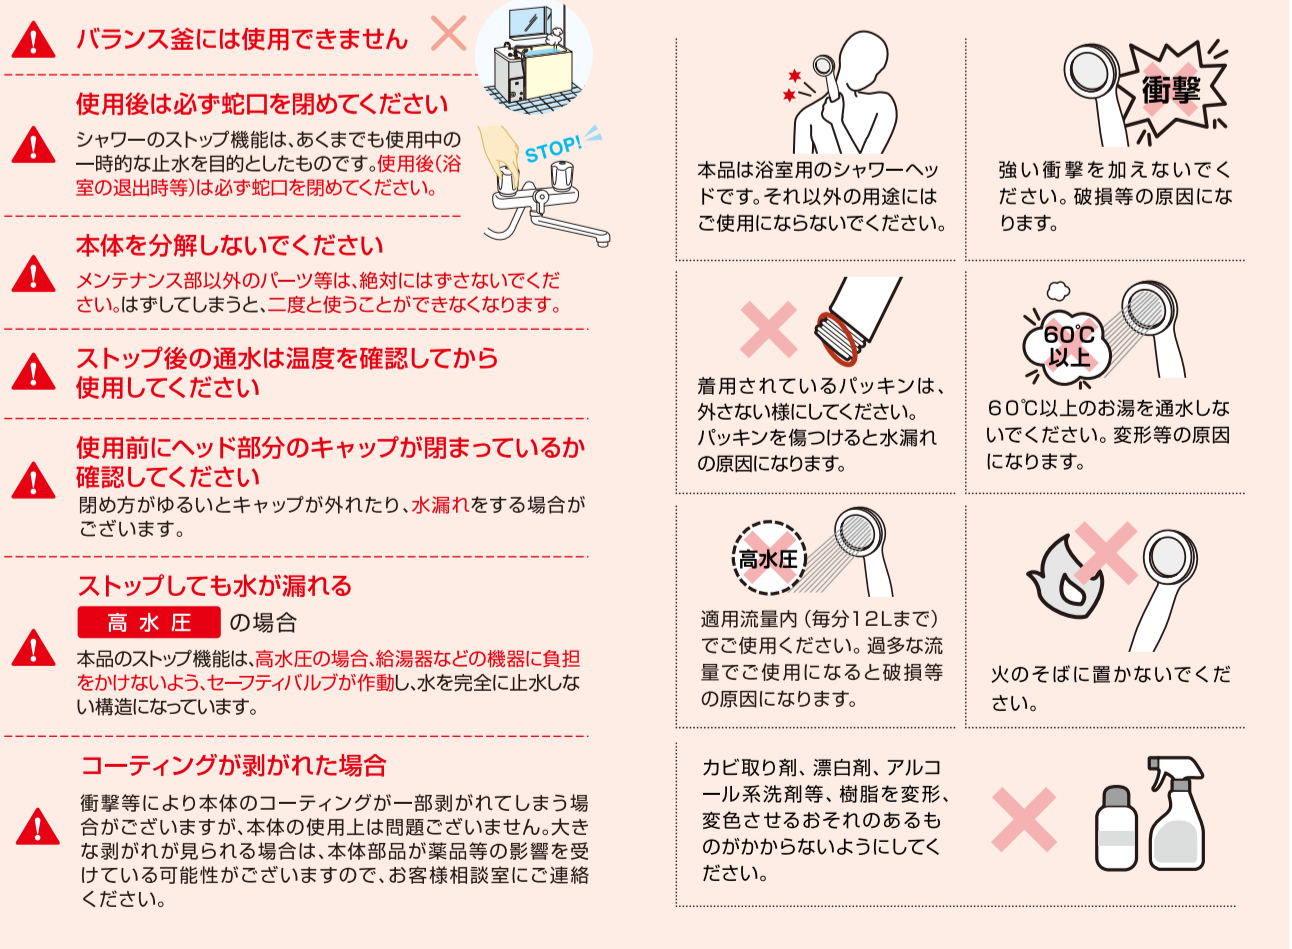 バランス釜には使用できません
使用後は必ず蛇口を閉めてください
シャワーのストップ機能は、あくまでも使用中の
一時的な止水を目的としたものです。使用後（浴
室の退出時等）は必ず蛇口を閉めてください。
STOP!
本体を分解しないでください
メンテナンス部以外のパーツ等は、絶対にはずさないでくだ
さい。はずしてしまうと、二度と使うことができなくなります。
ストップ後の通水は温度を確認してから
使用してください
使用前にヘッド部分のキャップが閉まっているか
確認してください
閉め方がゆるいとキャップが外れたり、水漏れをする場合が
ございます。
ストップしても水が漏れる
高水圧 の場合
本品のストップ機能は、高水圧の場合、給湯器などの機器に負担
をかけないよう、セーフティバルブが作動し、水を完全に止水しな
い構造になっています。
コーティングが剥がれた場合
衝撃等により本体のコーティングが一部剥がれてしまう場
合がございますが、本体の使用上は問題ございません。大き
な剥がれが見られる場合は、本体部品が薬品等の影響を受
けている可能性がございますので、お客様相談室にご連絡
ください。
本品は浴室用のシャワーヘッ
ドです。それ以外の用途には
ご使用にならないでください。
衝撃
強い衝撃を加えないでく
ださい。破損等の原因にな
ります。
着用されているパッキンは、
外さない様にしてください。
パッキンを傷つけると水漏れ
の原因になります。
60℃
以上
60℃以上のお湯を通水しな
いでください。変形等の原因
になります。
高水圧
適用流量内（毎分12Lまで）
でご使用ください。過多な流
量でご使用になると破損等
の原因になります。
火のそばに置かないでくだ
さい。
カビ取り剤、漂白剤、アルコ
ール系洗剤等、樹脂を変形、
変色させるおそれのあるも
のがかからないようにしてく
ださい。